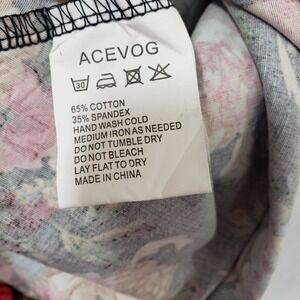 ACEVOG
30
65% COTTON
35% SPANDEX
HAND WASH COLD
MEDIUM IRON AS NEEDED
DO NOT TUMBLE DRY
DO NOT BLEACH
LAY FLAT TO DRY
MADE IN CHINA